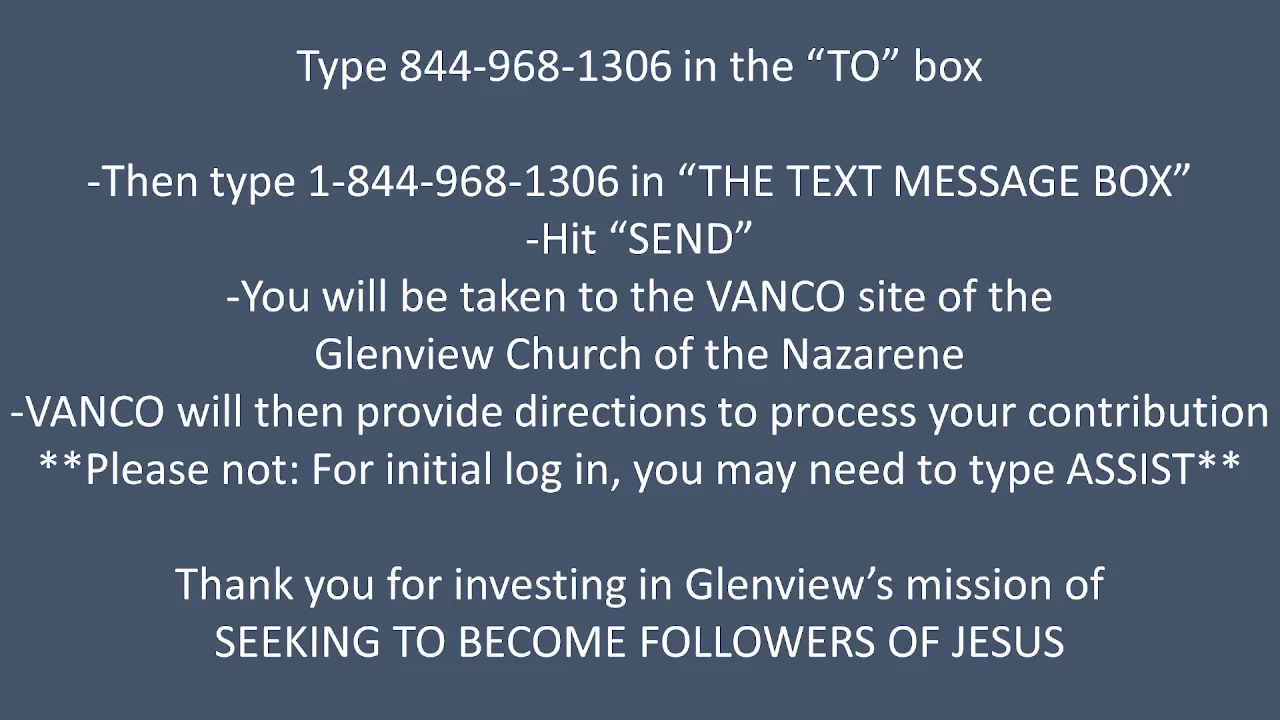 Type 844-968-1306 in the “TO” box
-Then type 1-844-968-1306 in “THE TEXT MESSAGE BOX”
-Hit “SEND”
-You will be taken to the VANCO site of the
Glenview Church of the Nazarene
-VANCO will then provide directions to process your contribution
**Please not: For initial log in, you may need to type ASSIST**
Thank you for investing in Glenview’s mission of
SEEKING TO BECOME FOLLOWERS OF JESUS